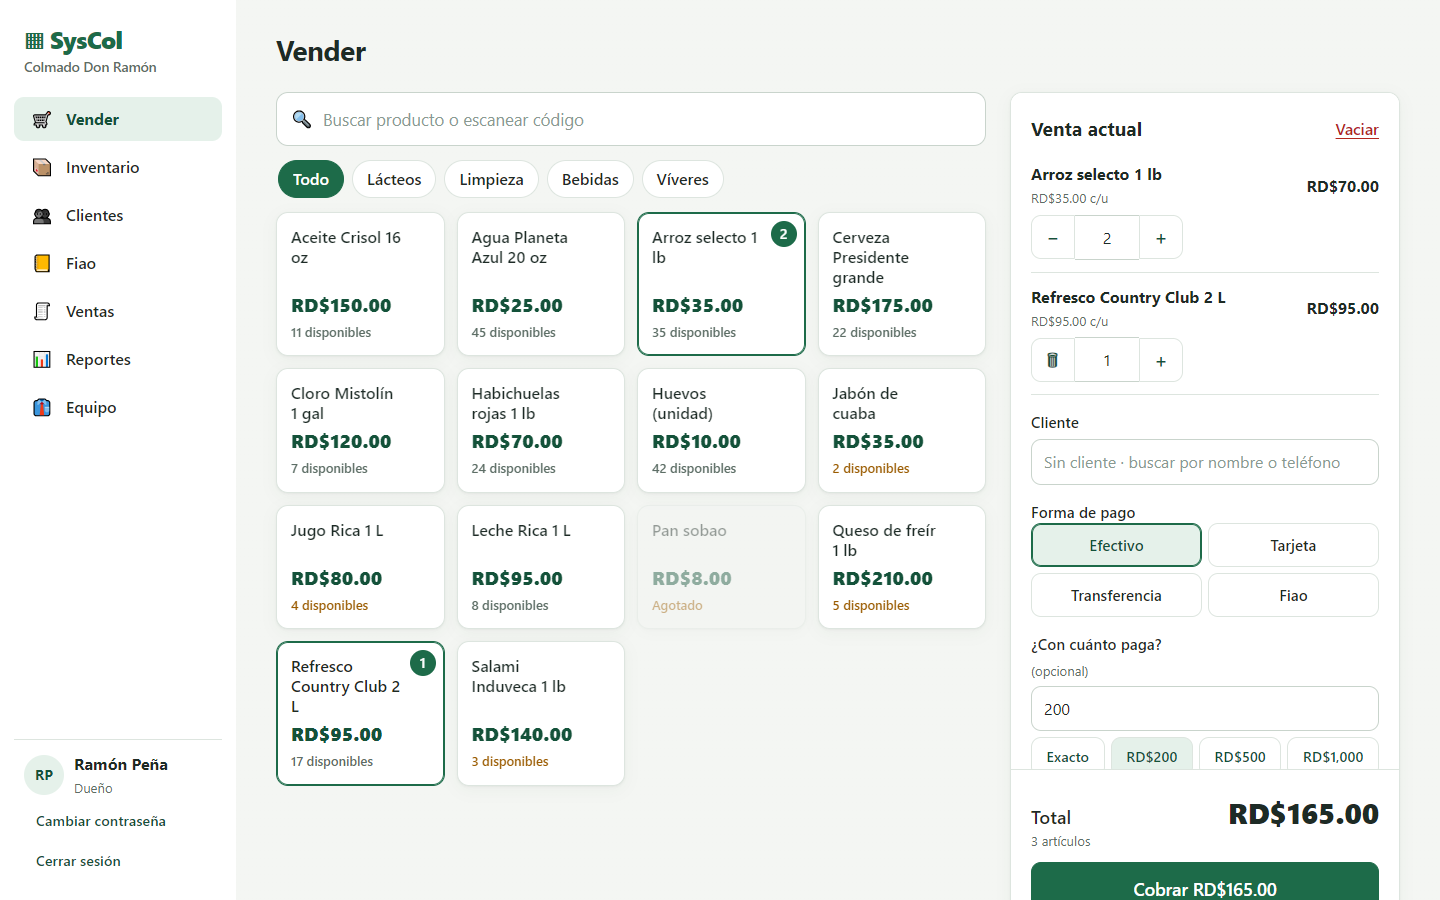 SysCol
Colmado Don Ramón
Vender
Inventario
Clientes
Fiao
Ventas
Reportes
Equipo
RP
Ramón Peña
Dueño
Cambiar contraseña
Cerrar sesión
Vender
Buscar producto o escanear código
Todo
Lácteos
Limpieza
Bebidas
Víveres
Aceite Crisol 16
oz
RD$150.00
11 disponibles
Agua Planeta
Azul 20 oz
RD$25.00
45 disponibles
Arroz selecto 1
lb
2
RD$35.00
35 disponibles
Cerveza
Presidente
grande
RD$175.00
22 disponibles
Cloro Mistolín
1 gal
RD$120.00
7 disponibles
Habichuelas
rojas 1 lb
RD$70.00
24 disponibles
Huevos
(unidad)
RD$10.00
42 disponibles
Jabón de
cuaba
RD$35.00
2 disponibles
Jugo Rica 1 L
RD$80.00
4 disponibles
Leche Rica 1 L
RD$95.00
8 disponibles
Pan sobao
RD$8.00
Agotado
Queso de freír
1 lb
RD$210.00
5 disponibles
Refresco
Country Club 2
L
1
RD$95.00
17 disponibles
Salami
Induveca 1 lb
RD$140.00
3 disponibles
Venta actual
Vaciar
Arroz selecto 1 lb
RD$35.00 c/u
RD$70.00
− 2 +
Refresco Country Club 2 L
RD$95.00 c/u
RD$95.00
1 +
Cliente
Sin cliente · buscar por nombre o teléfono
Forma de pago
Efectivo
Tarjeta
Transferencia
Fiao
¿Con cuánto paga?
(opcional)
200
Exacto
RD$200
RD$500
RD$1,000
Total
RD$165.00
3 artículos
Cobrar RD$165.00